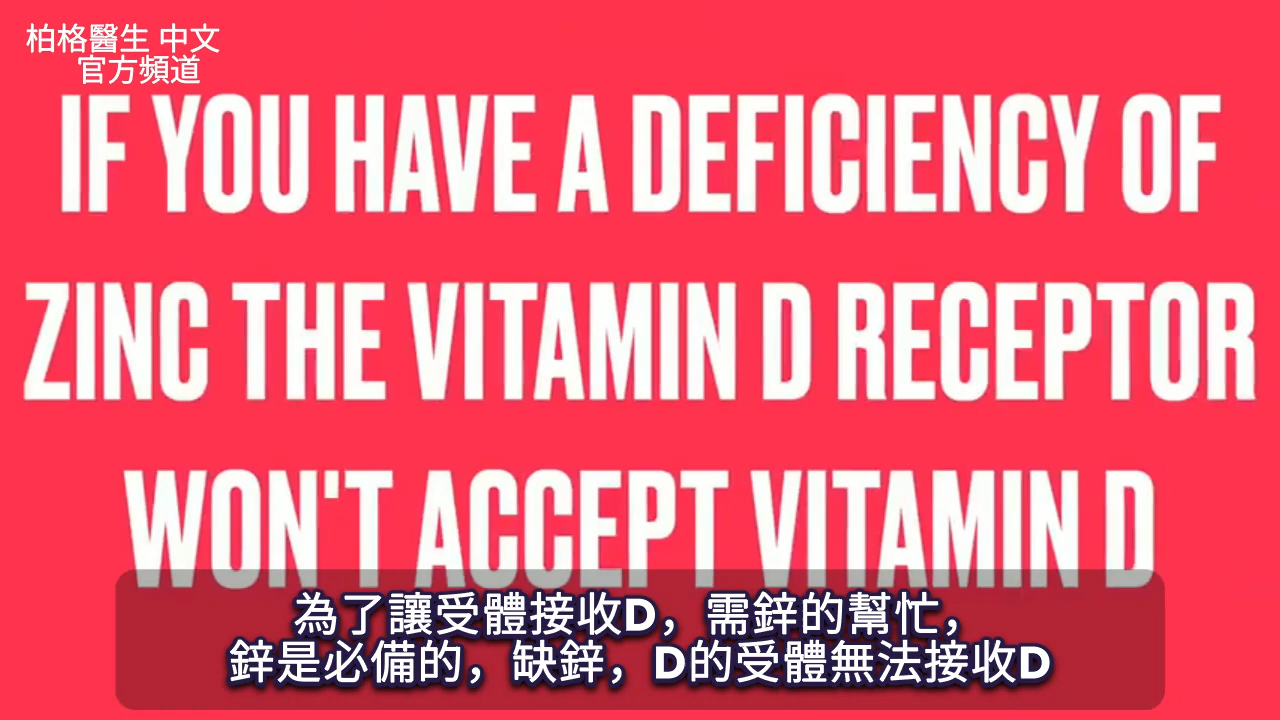 柏格醫生 中文
官方頻道
IF YOU HAVE A DEFICIENCY OF
ZINC THE VITAMIN D RECEPTOR
WON'T ACCEPT VITAMIN D
為了讓受體接收D，需鋅的幫忙，
鋅是必備的，缺鋅，D的受體無法接收D